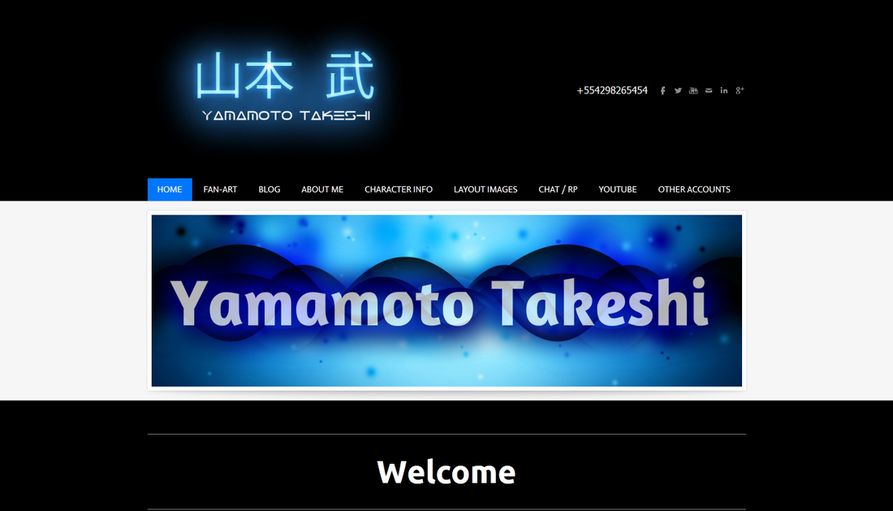 山本 武
YAMAMOTO TAKESHI
+554298265454
HOME FAN-ART BLOG ABOUT ME CHARACTER INFO LAYOUT IMAGES CHAT / RP YOUTUBE OTHER ACCOUNTS
Yamamoto Takeshi
Welcome